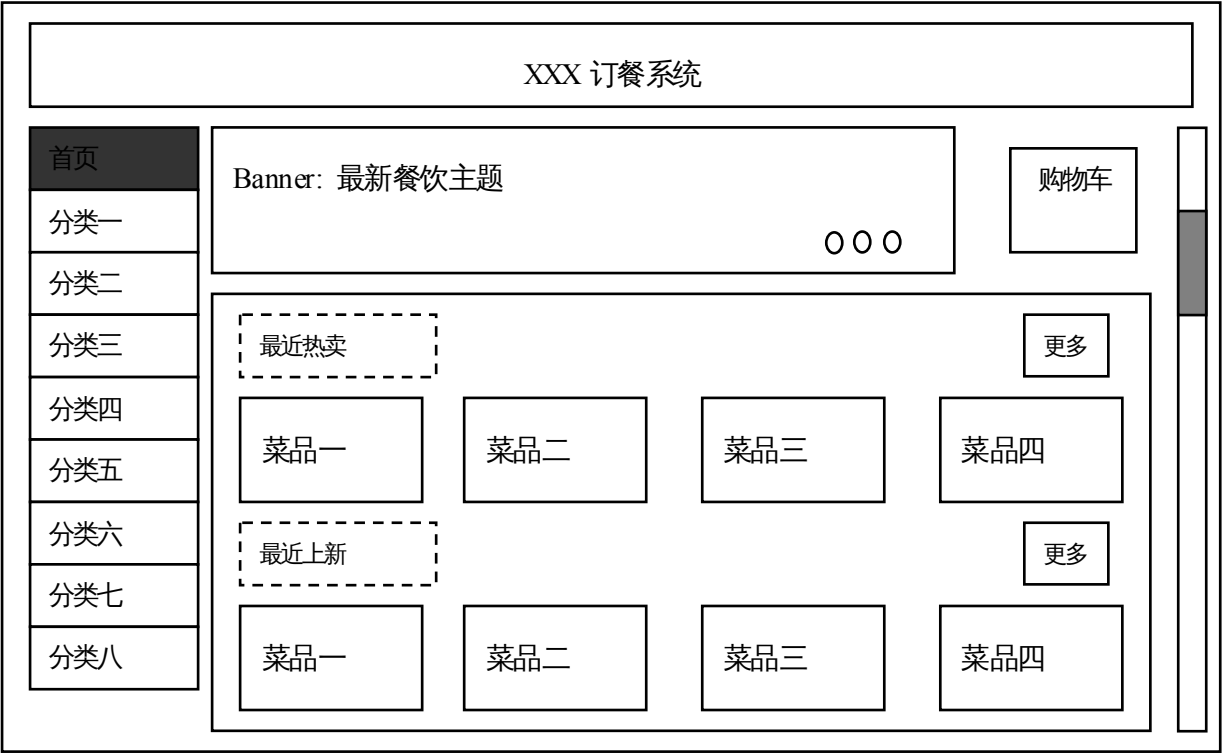 XXX 订餐系统
首页
分类一
分类二
分类三
分类四
分类五
分类六
分类七
分类八
Banner: 最新餐饮主题
购物车
最近热卖
更多
菜品一
菜品二
菜品三
菜品四
最近上新
更多
菜品一
菜品二
菜品三
菜品四